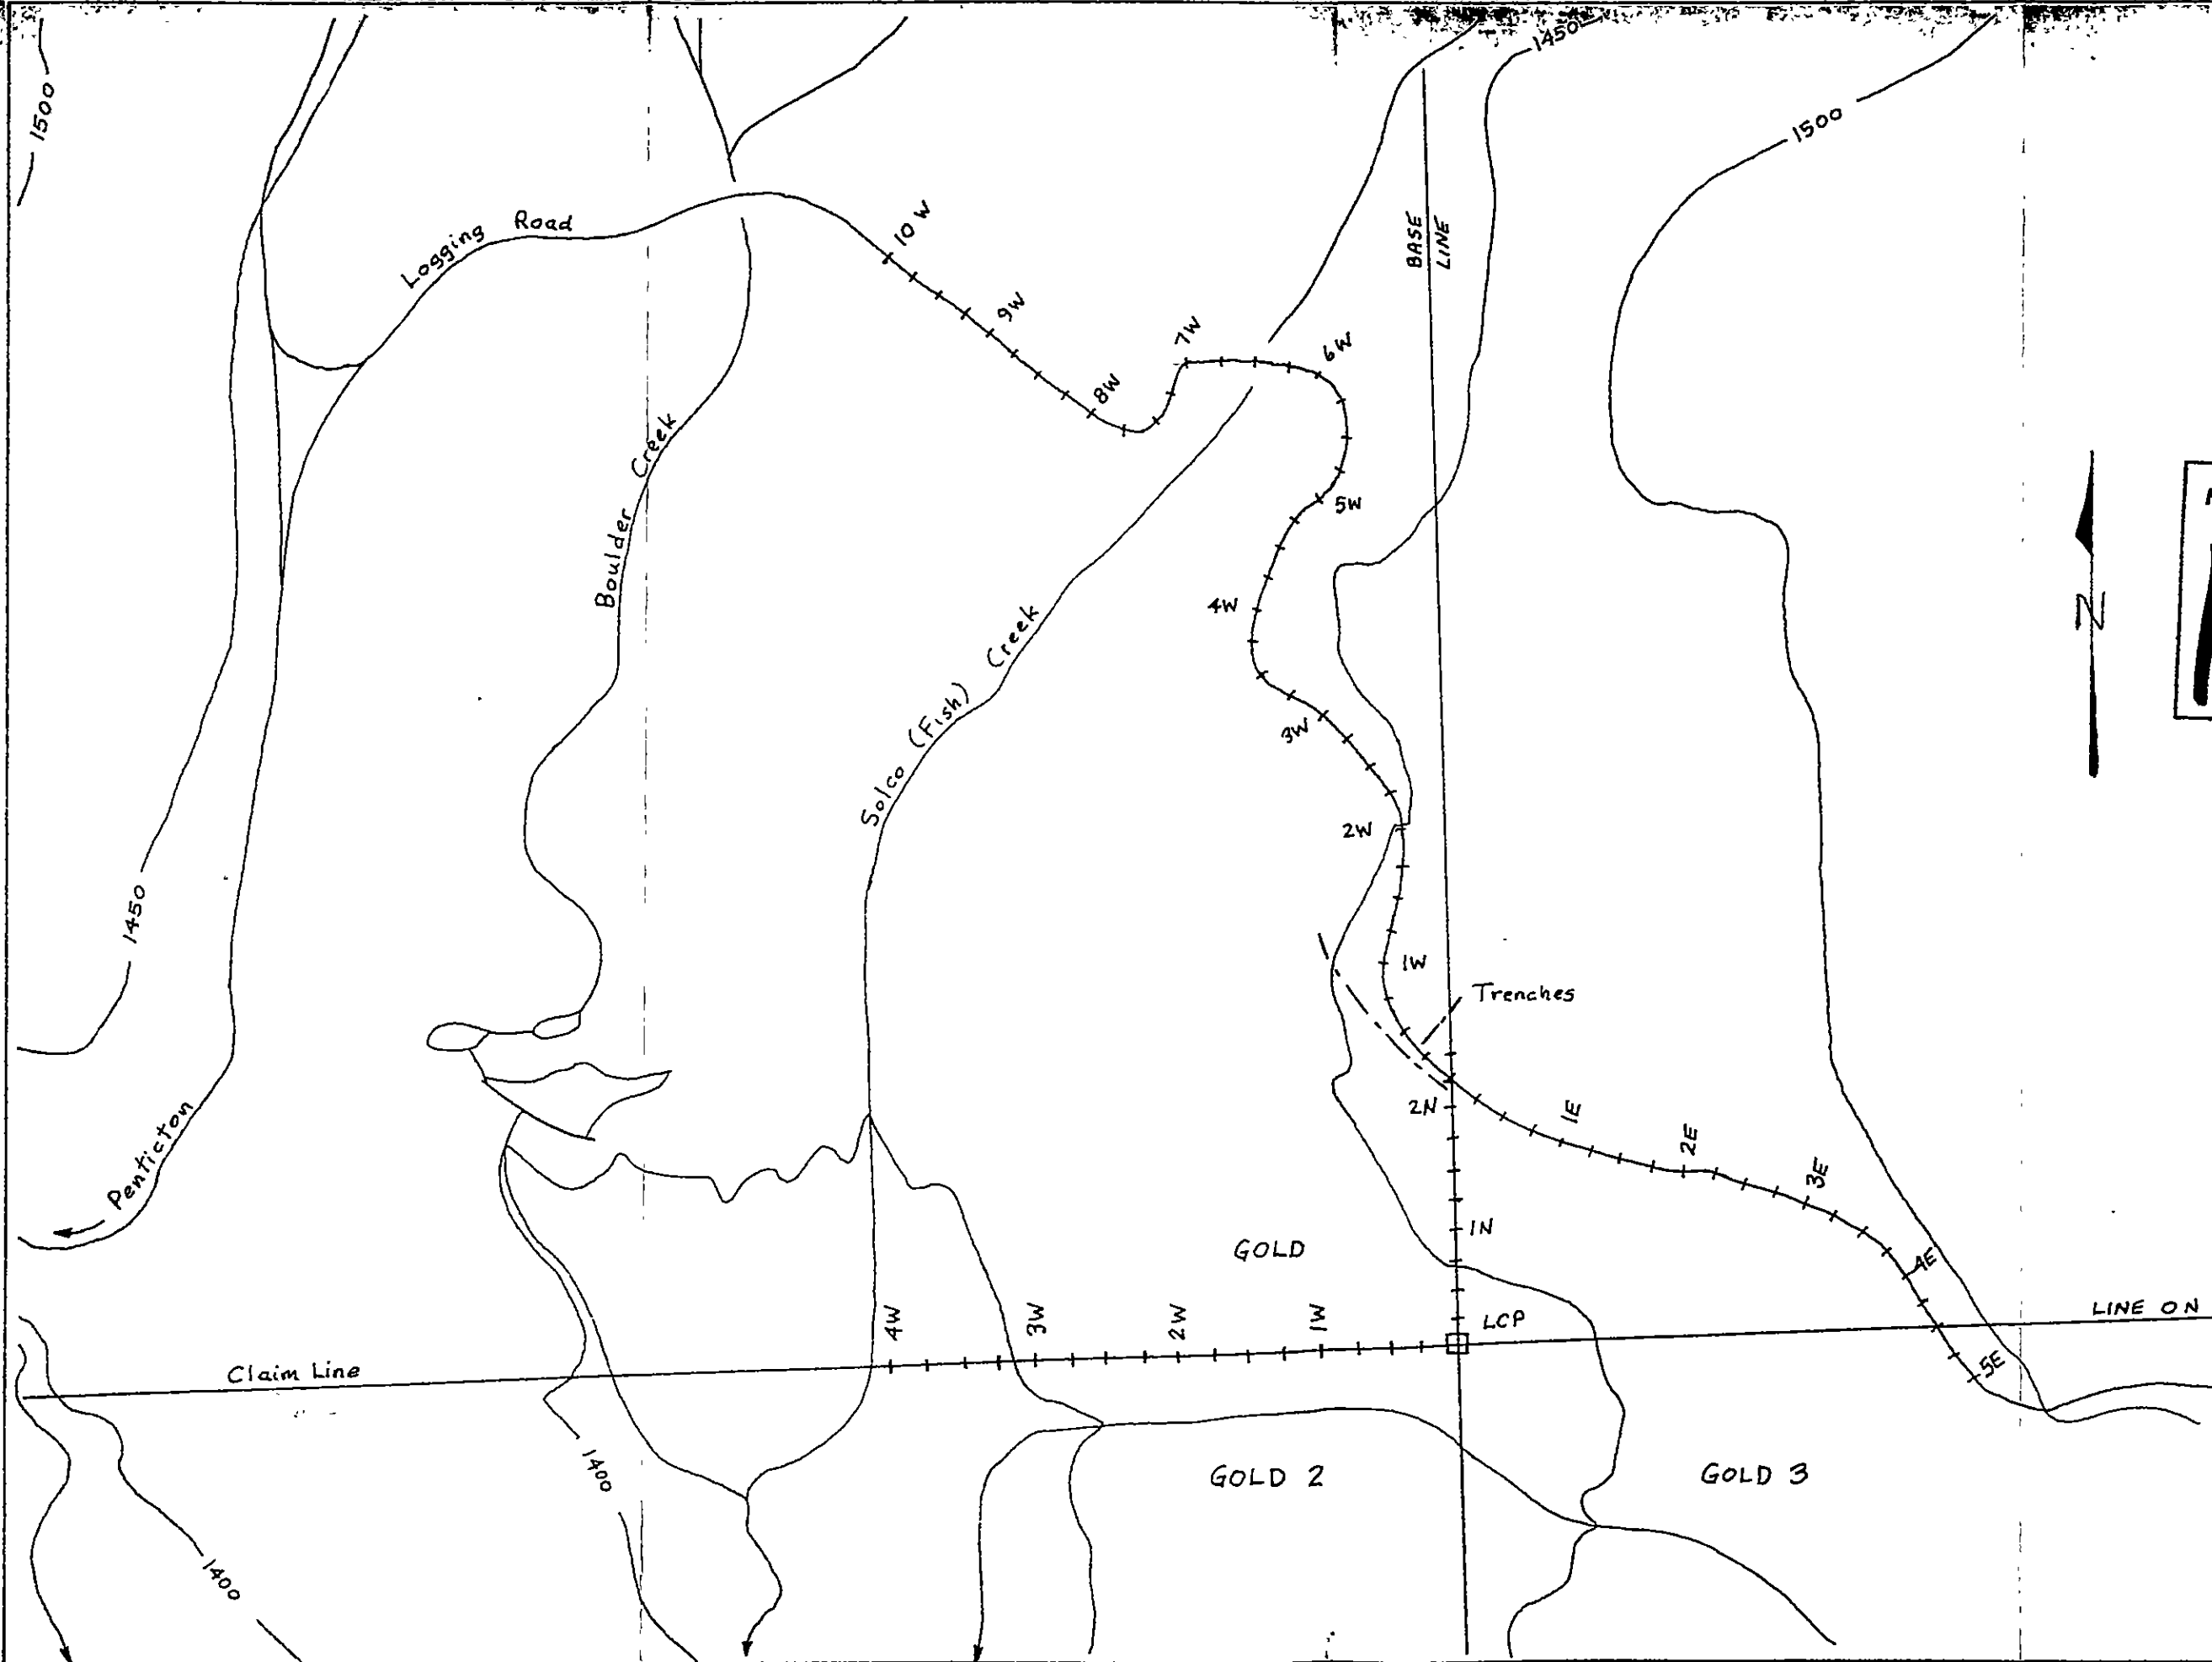 1450
1500
1500
BASE LINE
Logging Road
10 W
9W
8W
7W
6W
5W
4W
3W
2W
1W
Boulder Creek
Solco (Fish) Creek
N
1450
Trenches
2N
1E
2E
3E
4E
5E
Penticton
1N
GOLD
LCP
4W
3W
2W
1W
LINE ON
Claim Line
1400
GOLD 2
GOLD 3
1400